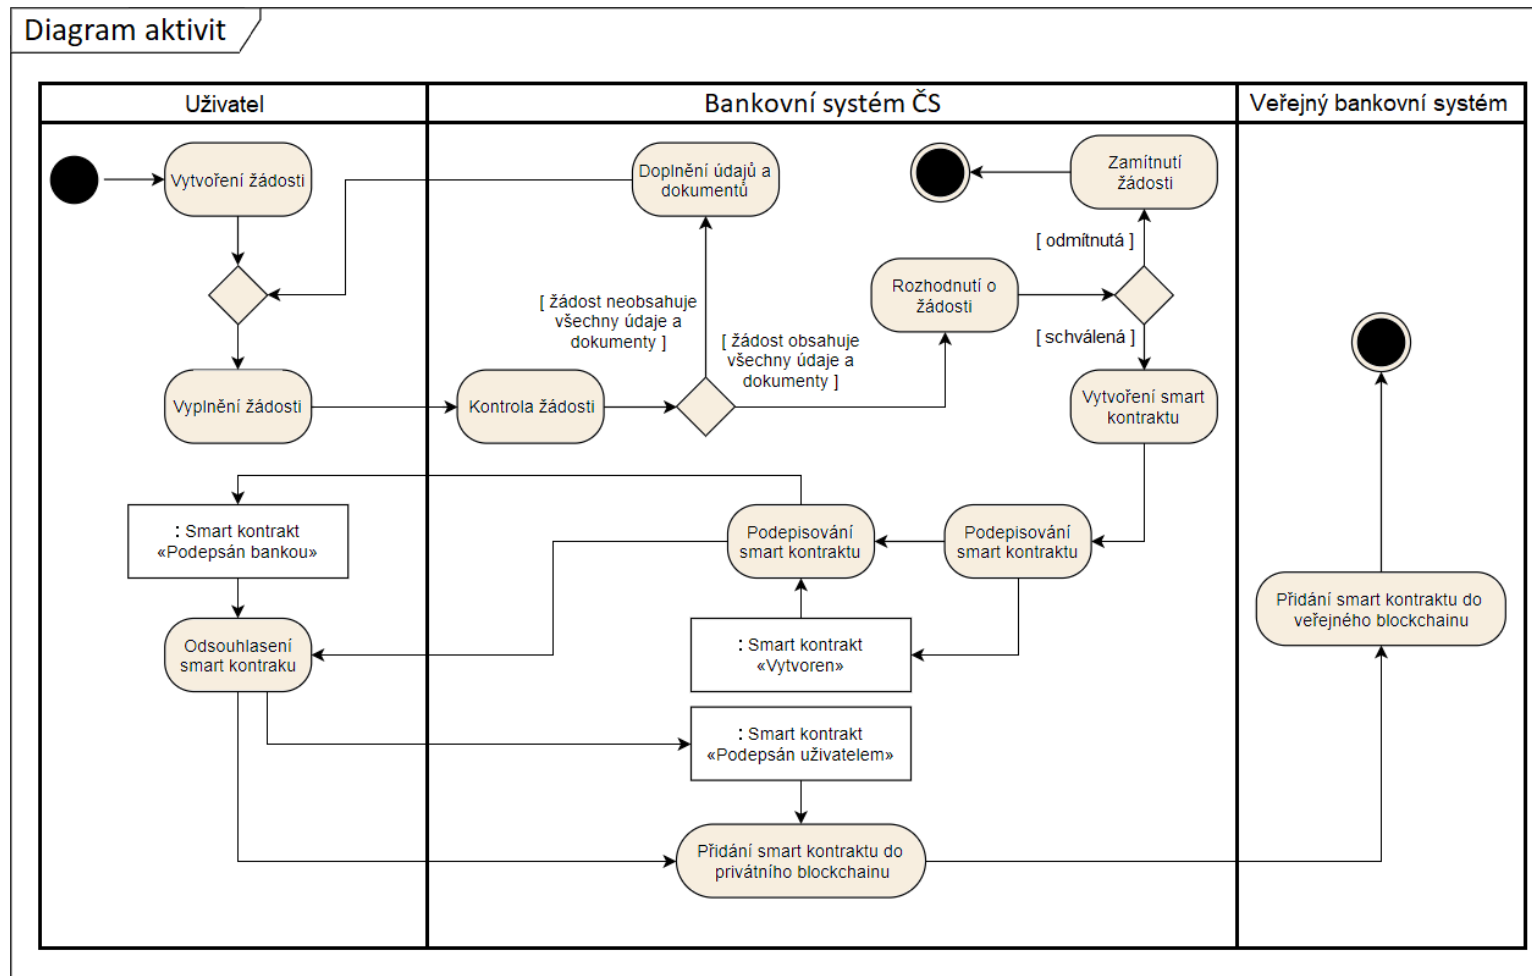 Diagram aktivit
Uživatel
Bankovní systém ČS
Veřejný bankovní systém
Vytvoření žádosti
Doplnění údajů a
dokumentů
Zamítnutí
žádosti
[ odmítnutá ]
Rozhodnutí o
žádosti
[ žádost neobsahuje
všechny údaje a
dokumenty ]
[ žádost obsahuje
všechny údaje a
dokumenty ]
[ schválená ]
Vyplnění žádosti
Kontrola žádosti
Vytvoření smart
kontraktu
: Smart kontrakt
«Podepsán bankou»
Podepisování
smart kontraktu
Podepisování
smart kontraktu
Přidání smart kontraktu do
veřejného blockchainu
Odsouhlasení
smart kontraku
: Smart kontrakt
«Vytvoren»
: Smart kontrakt
«Podepsán uživatelem»
Přidání smart kontraktu do
privátního blockchainu